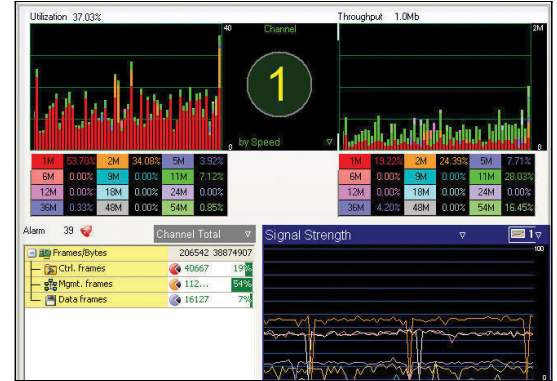 Utilization 37.03%
40
Channel
Throughput 1.0Mb
2M
1
by Speed
0
0
1M 53.70% 2M 34.08% 5M 3.92%
6M 0.00% 9M 0.00% 11M 7.12%
12M 0.00% 18M 0.00% 24M 0.00%
36M 0.33% 48M 0.00% 54M 0.85%
1M 19.22% 2M 24.39% 5M 7.71%
6M 0.00% 9M 0.00% 11M 28.03%
12M 0.00% 18M 0.00% 24M 0.00%
36M 4.20% 48M 0.00% 54M 16.45%
Alarm 39
Channel Total
Signal Strength
1
Frames/Bytes 206542 38874907
Ctrl. frames 40667 19%
Mgmt. frames 112... 54%
Data frames 16127 7%
100
0